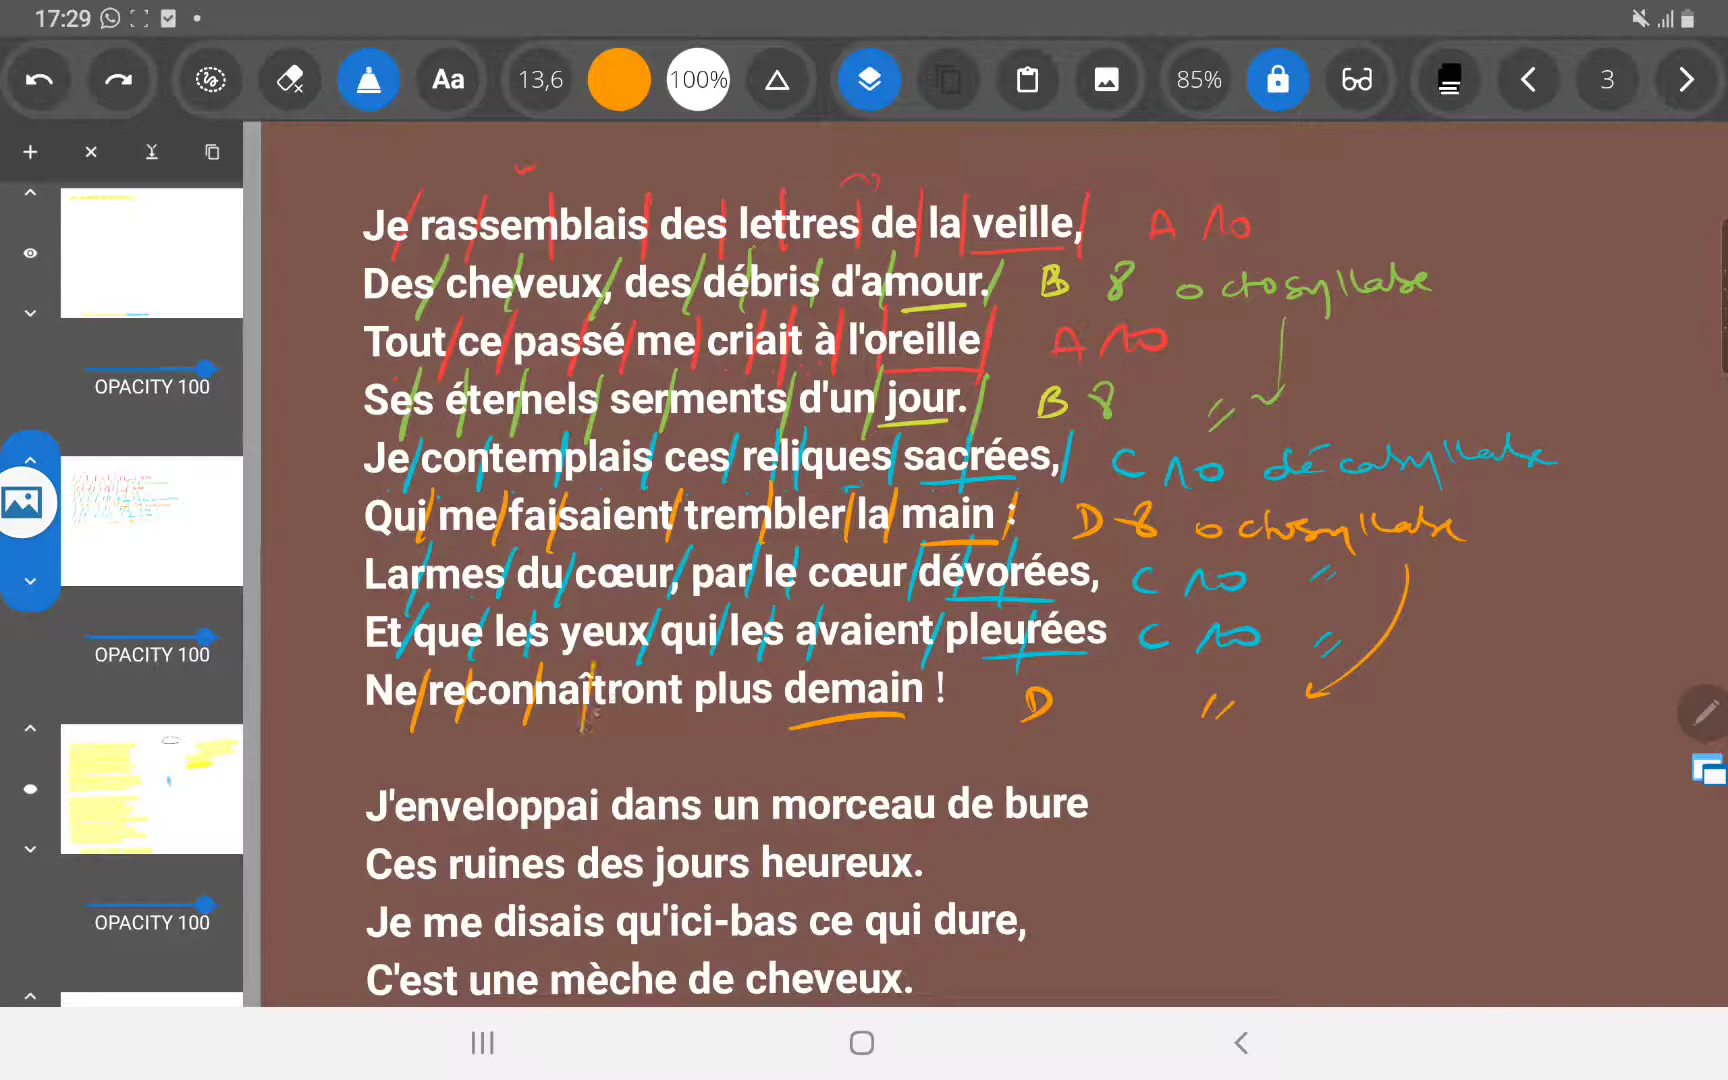 17:29
Aa 13,6 100% 85% 3
OPACITY 100
OPACITY 100
OPACITY 100
Je rassemblais des lettres de la veille, A 10
Des cheveux, des débris d'amour. B 8 octosyllabe
Tout ce passé me criait à l'oreille A 10
Ses éternels serments d'un jour. B 8 "
Je contemplais ces reliques sacrées, C 10 décasyllabe
Qui me faisaient trembler la main : D 8 octosyllabe
Larmes du cœur, par le cœur dévorées, C 10 "
Et que les yeux qui les avaient pleurées C 10 "
Ne reconnaîtront plus demain ! D "
J'enveloppai dans un morceau de bure
Ces ruines des jours heureux.
Je me disais qu'ici-bas ce qui dure,
C'est une mèche de cheveux.